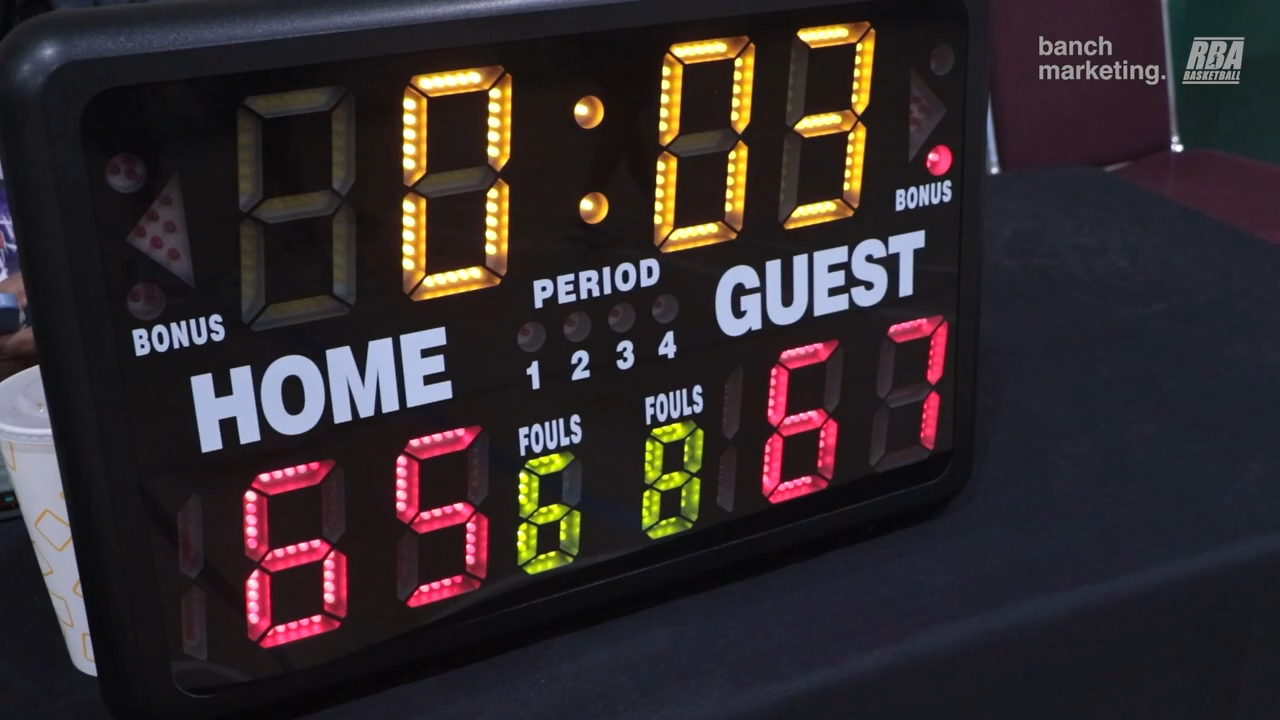 banch
marketing.
RBA
BASKETBALL
0:03
BONUS
BONUS
PERIOD
1 2 3 4
HOME
GUEST
FOULS
FOULS
65
6
8
67